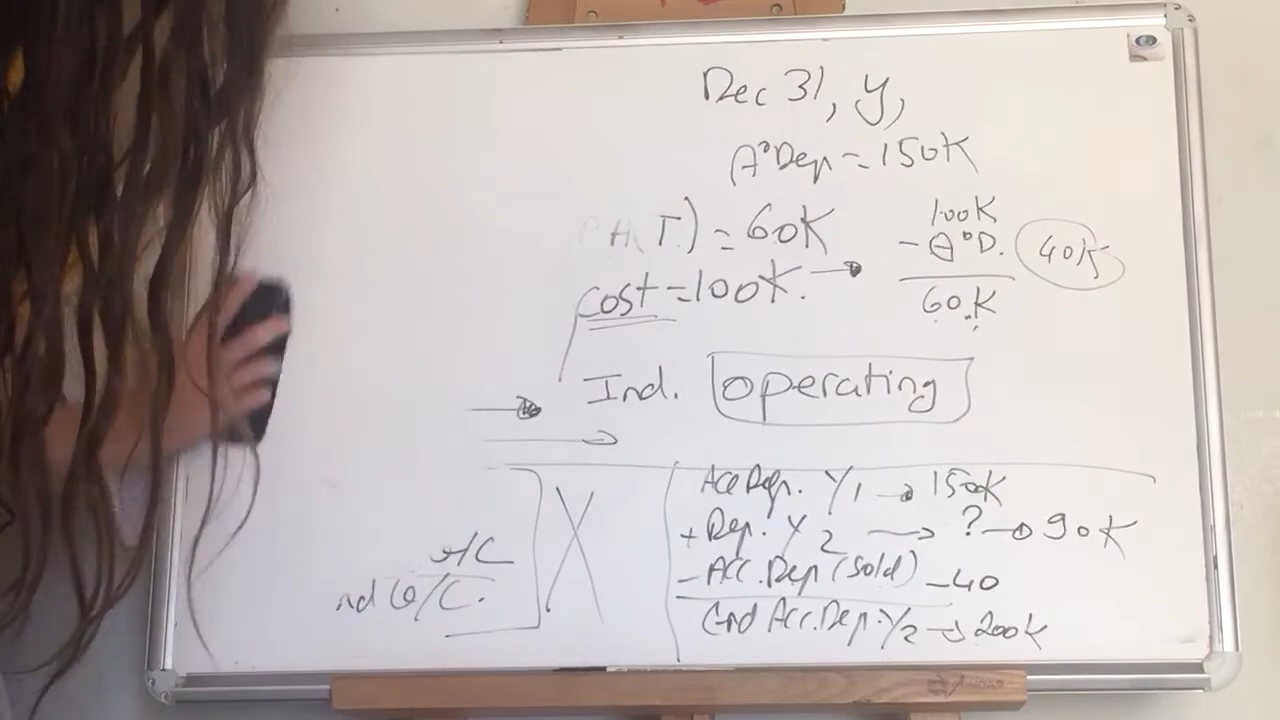 Dec 31, Y,
A°Dep = 150K
T.) = 60K
cost = 100K.
100K
- A°D.
40K
60K
Ind. operating
Acc Dep. Y1 → 150K
+ Dep. Y2 → ? → 90K
- Acc. Dep (sold) -40
End Acc. Dep. Y2 → 200K
/C
nd /C.